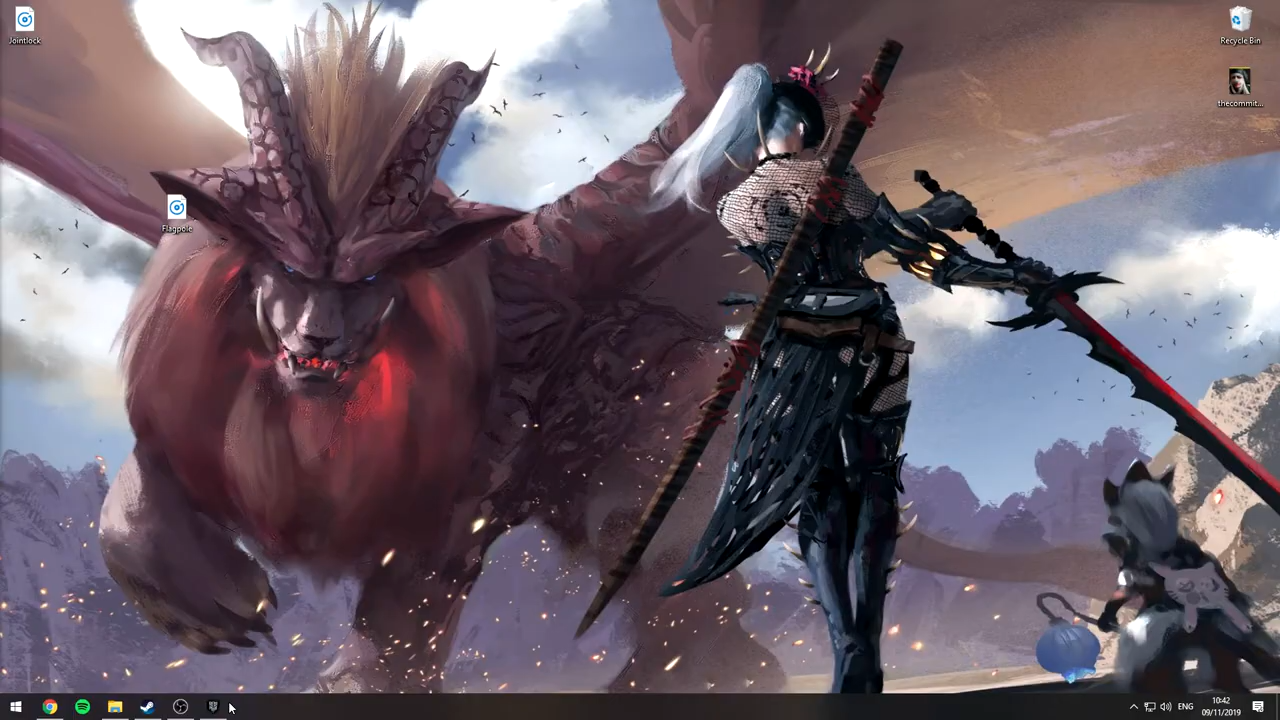 Jointlock
Recycle Bin
thecommit...
Flagpole
ENG
10:42
09/11/2019